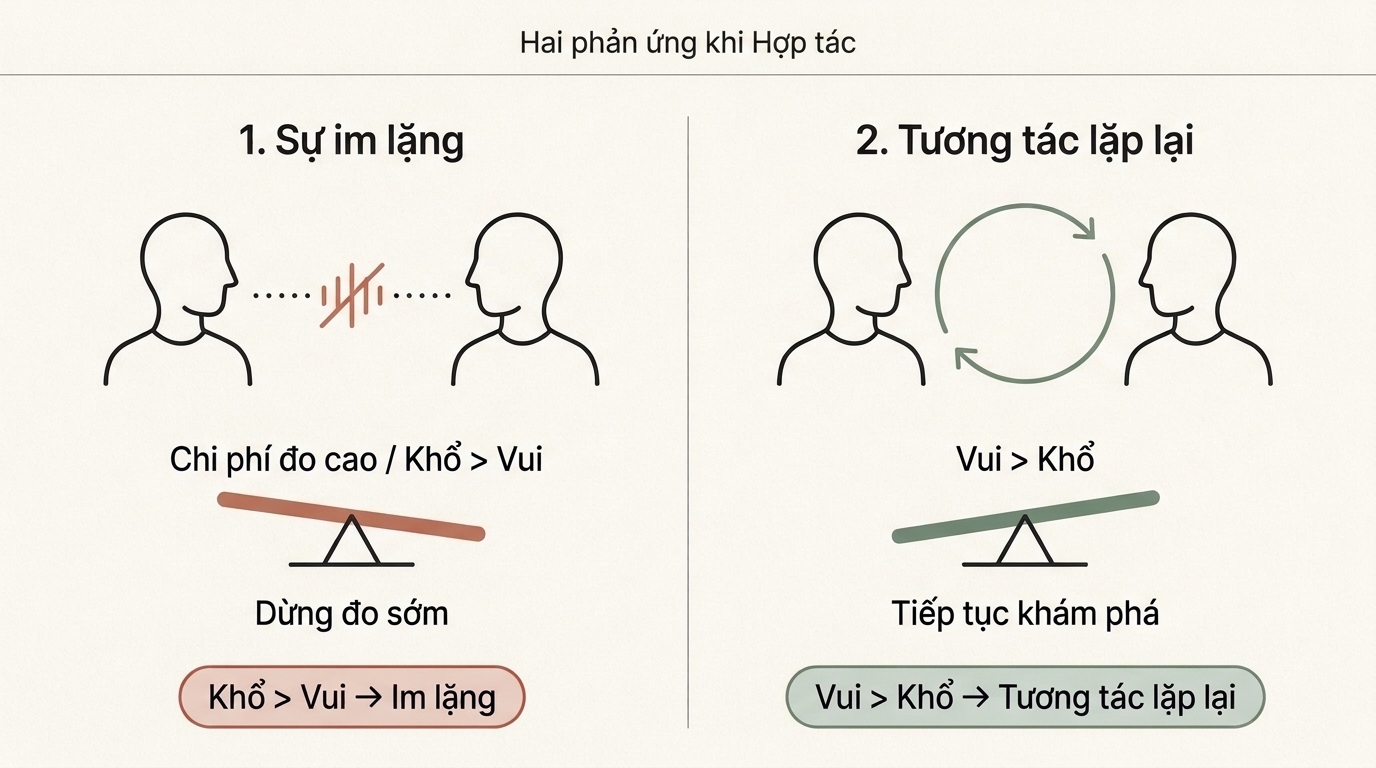 Hai phản ứng khi Hợp tác
1. Sự im lặng
Chi phí đo cao / Khổ > Vui
Dừng đo sớm
Khổ > Vui → Im lặng
2. Tương tác lặp lại
Vui > Khổ
Tiếp tục khám phá
Vui > Khổ → Tương tác lặp lại